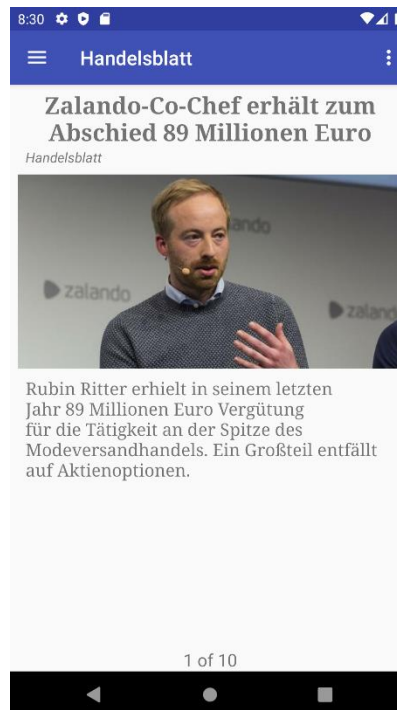 8:30
Handelsblatt
Zalando-Co-Chef erhält zum
Abschied 89 Millionen Euro
Handelsblatt
zalando
zalando
zaland
Rubin Ritter erhielt in seinem letzten
Jahr 89 Millionen Euro Vergütung
für die Tätigkeit an der Spitze des
Modeversandhandels. Ein Großteil entfällt
auf Aktienoptionen.
1 of 10